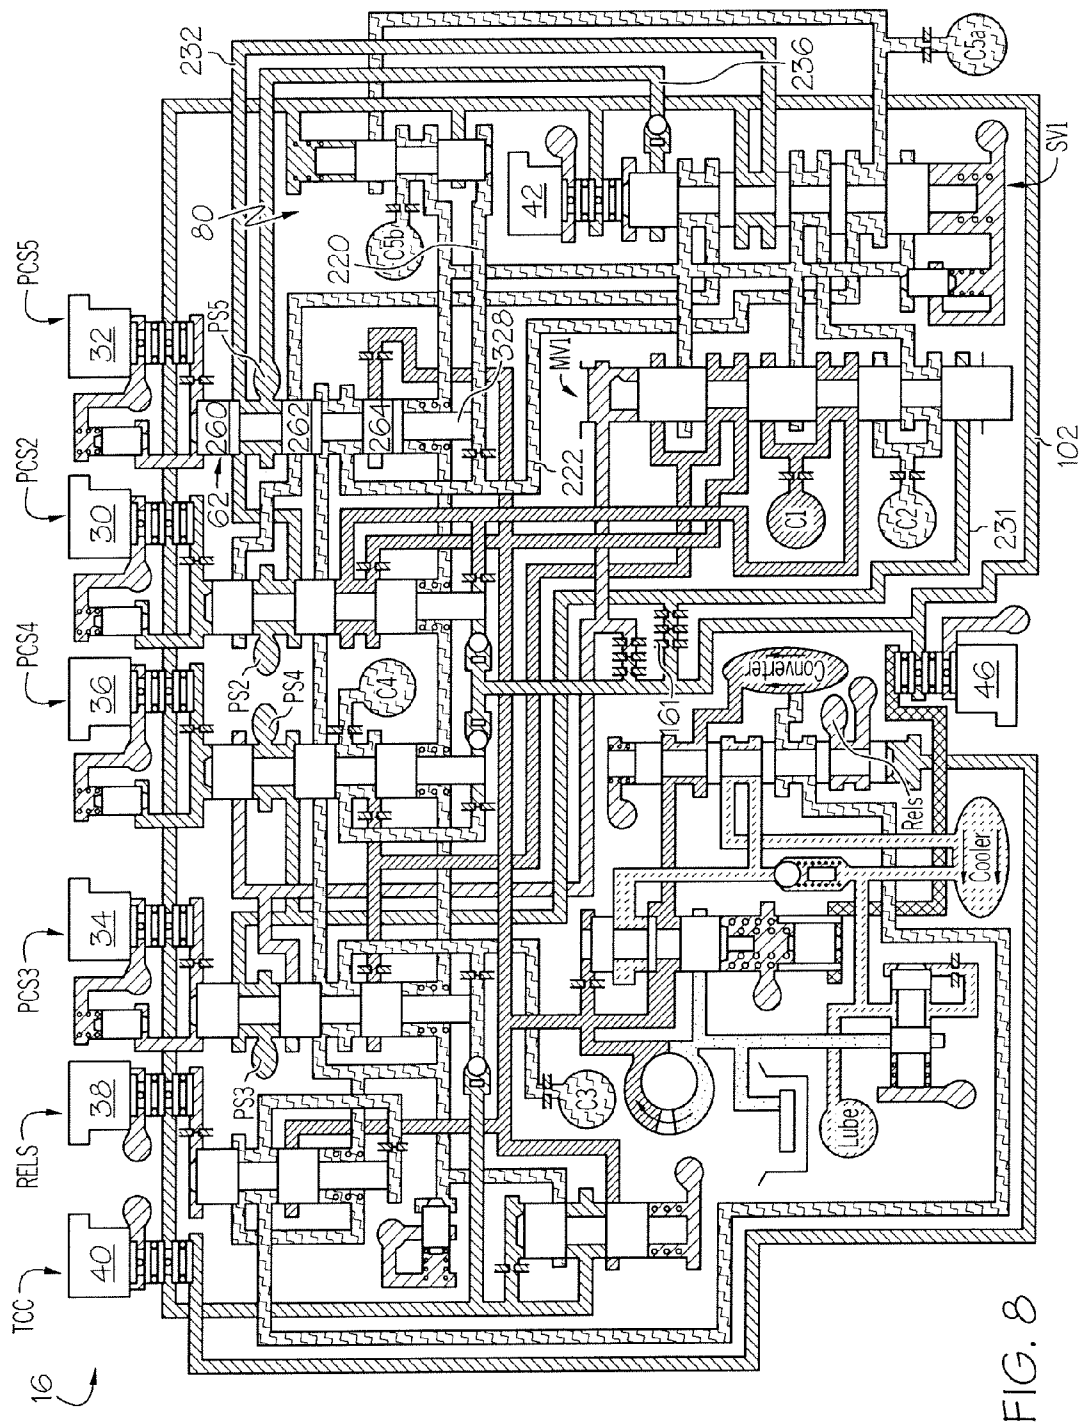 16
TCC
40
RELS
38
PCS3
34
PCS4
36
PCS2
30
PCS5
32
232
236
80
220
C5b
C5a
42
SV1
PS5
260
262
264
62
328
MV1
222
C1
C2
231
102
PS2
PS4
C4
PS3
C3
161
Converter
46
Rels
Cooler
Lube
FIG. 8